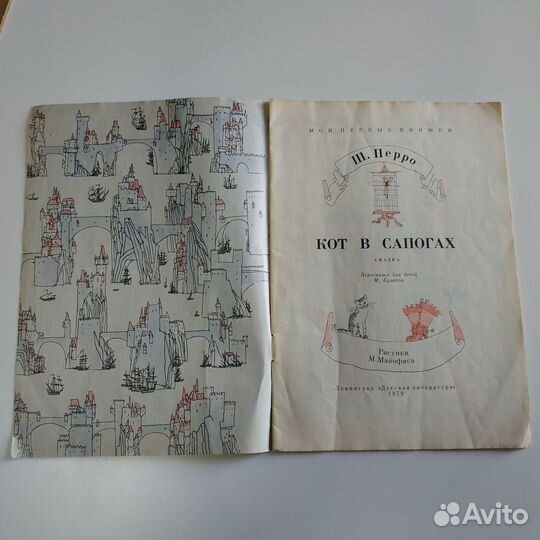 МОИ ПЕРВЫЕ КНИЖКИ
Ш. Перро
КОТ В САПОГАХ
СКАЗКА
Пересказал для детей
М. Булатов
Рисунки
М. Майофиса
Ленинград «Детская литература»
1979
Avito